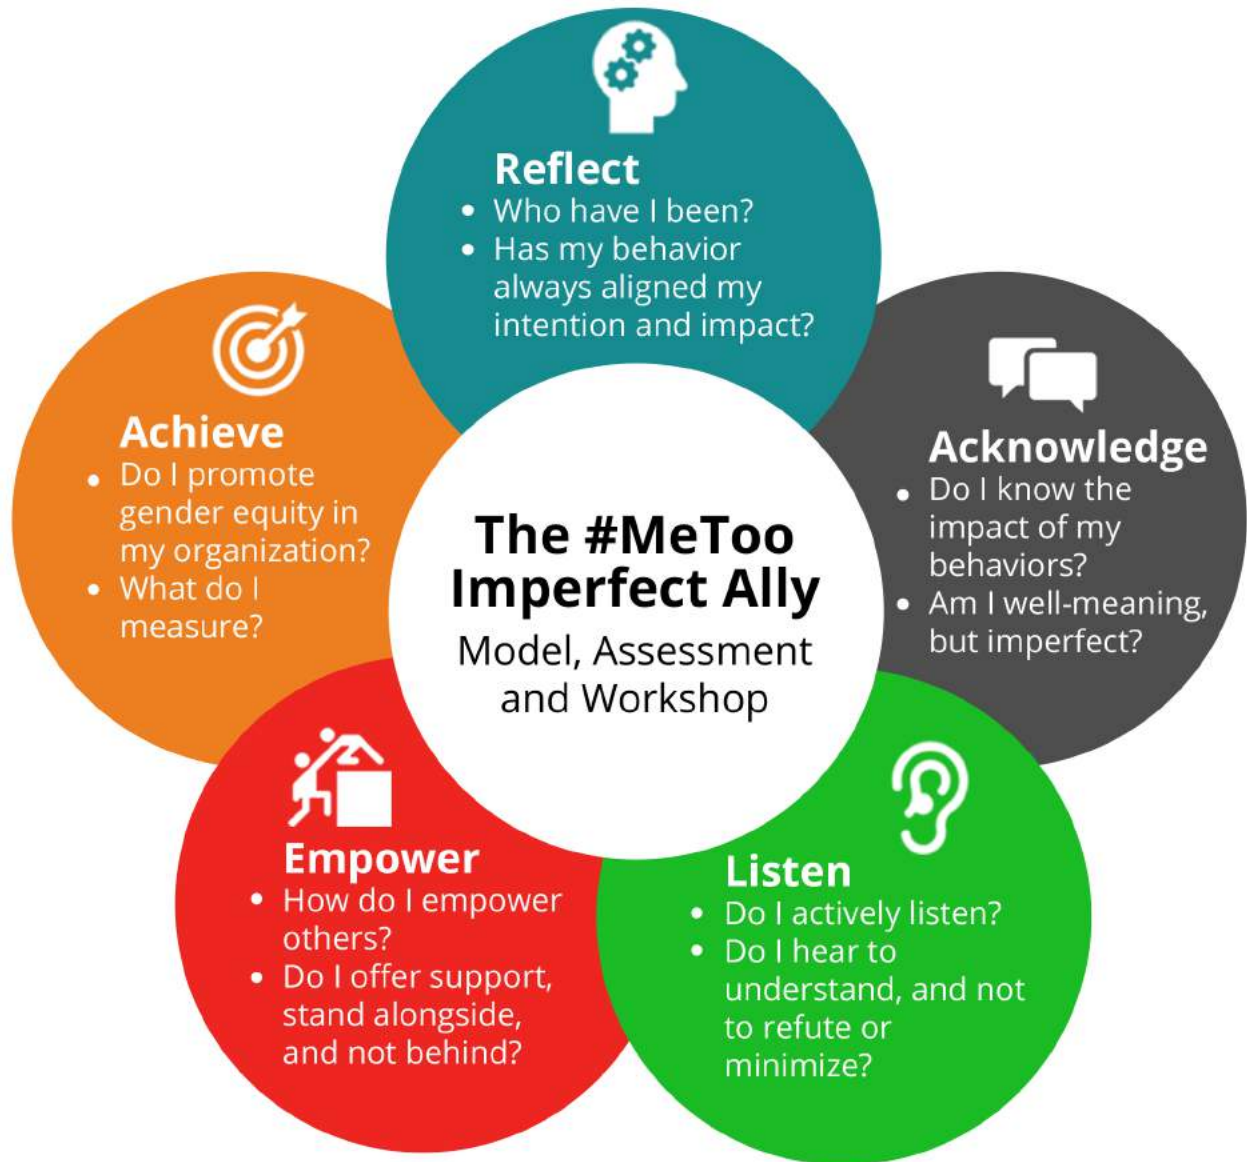 Reflect
• Who have I been?
• Has my behavior
always aligned my
intention and impact?
Acknowledge
• Do I know the
impact of my
behaviors?
• Am I well-meaning,
but imperfect?
Listen
• Do I actively listen?
• Do I hear to
understand, and not
to refute or
minimize?
Empower
• How do I empower
others?
• Do I offer support,
stand alongside,
and not behind?
Achieve
• Do I promote
gender equity in
my organization?
• What do I
measure?
The #MeToo
Imperfect Ally
Model, Assessment
and Workshop